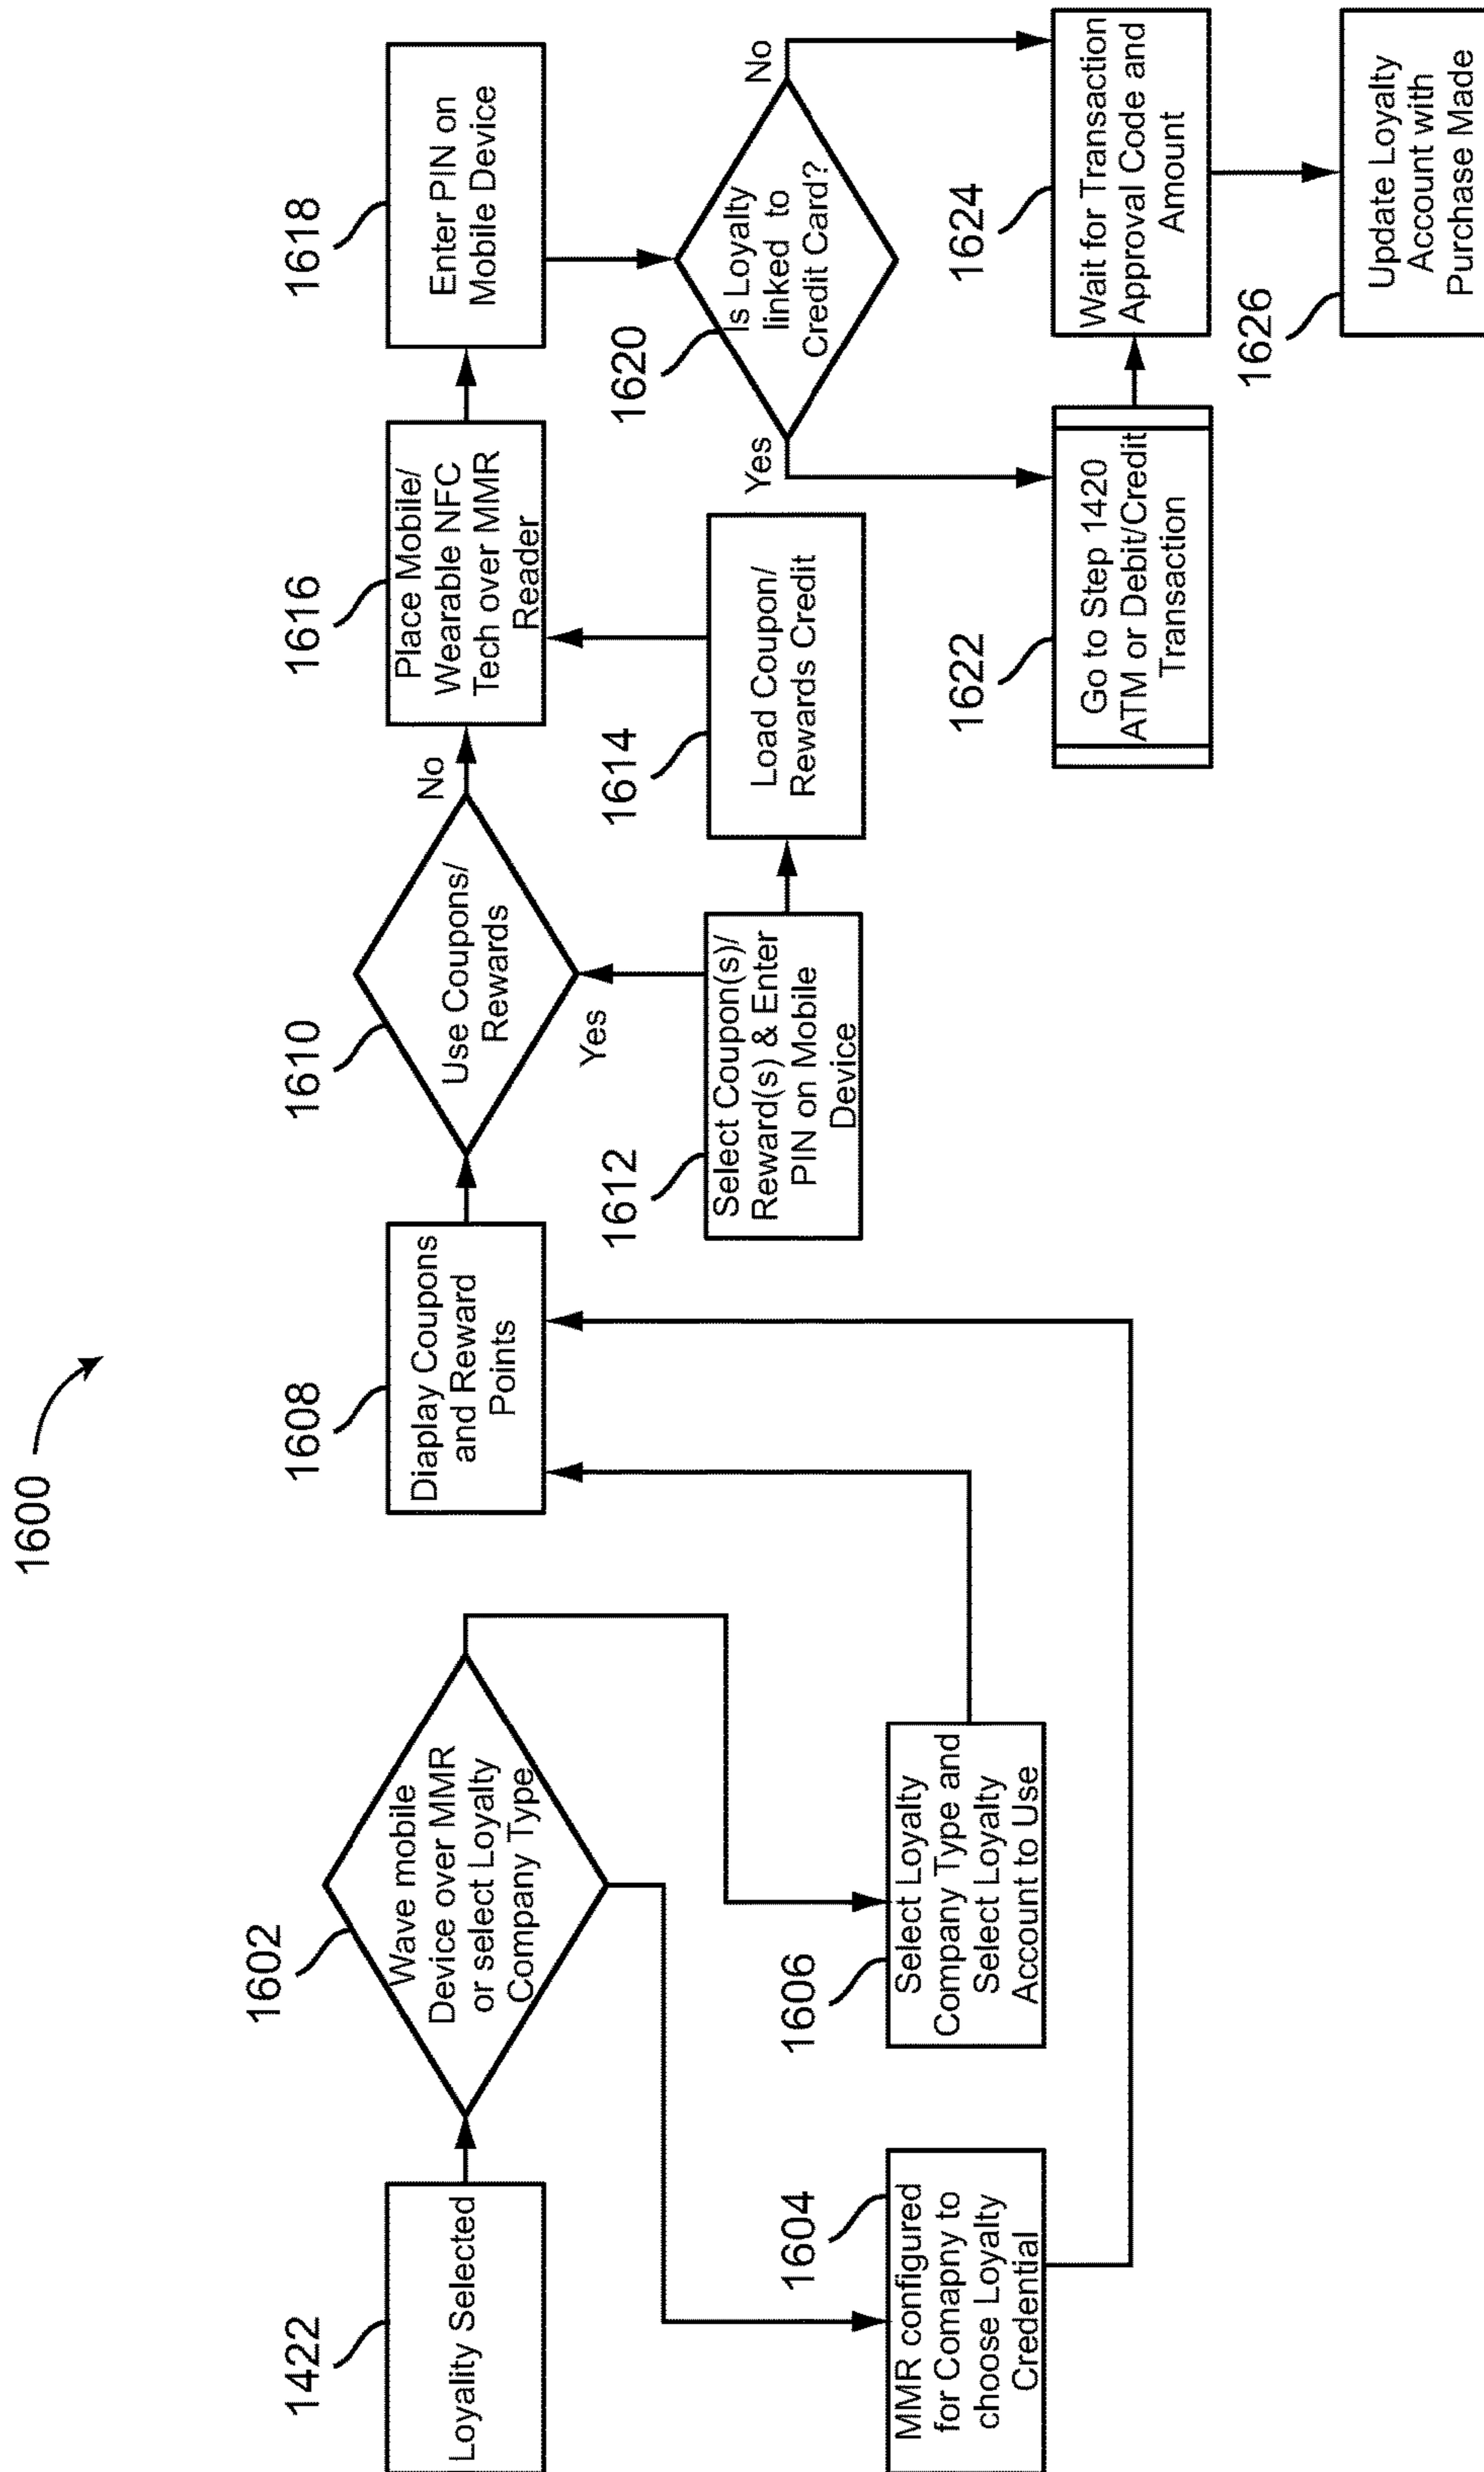 1600
1422
Loyality Selected
1602
Wave mobile
Device over MMR
or select Loyalty
Company Type
1604
MMR configured
for Comapny to
choose Loyalty
Credential
1606
Select Loyalty
Company Type and
Select Loyalty
Account to Use
1608
Diaplay Coupons
and Reward
Points
1610
Use Coupons/
Rewards
No
Yes
1612
Select Coupon(s)/
Reward(s) & Enter
PIN on Mobile
Device
1614
Load Coupon/
Rewards Credit
1616
Place Mobile/
Wearable NFC
Tech over MMR
Reader
1618
Enter PIN on
Mobile Device
1620
Is Loyalty
linked to
Credit Card?
Yes
No
1622
Go to Step 1420
ATM or Debit/Credit
Transaction
1624
Wait for Transaction
Approval Code and
Amount
1626
Update Loyalty
Account with
Purchase Made